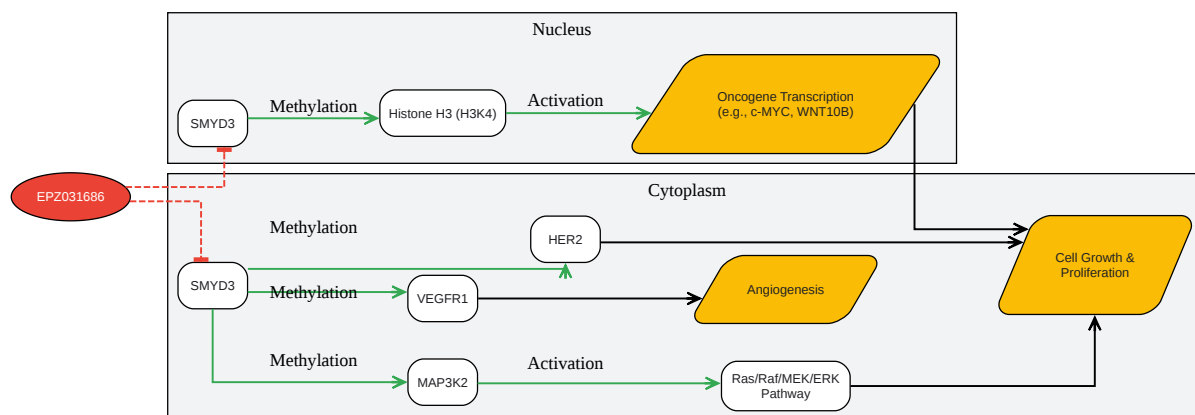 Nucleus
Methylation
Activation
SMYD3
Histone H3 (H3K4)
Oncogene Transcription
(e.g., c-MYC, WNT10B)
EPZ031686
Cytoplasm
Methylation
HER2
Cell Growth &
Proliferation
SMYD3
Methylation
VEGFR1
Angiogenesis
Methylation
Activation
MAP3K2
Ras/Raf/MEK/ERK
Pathway